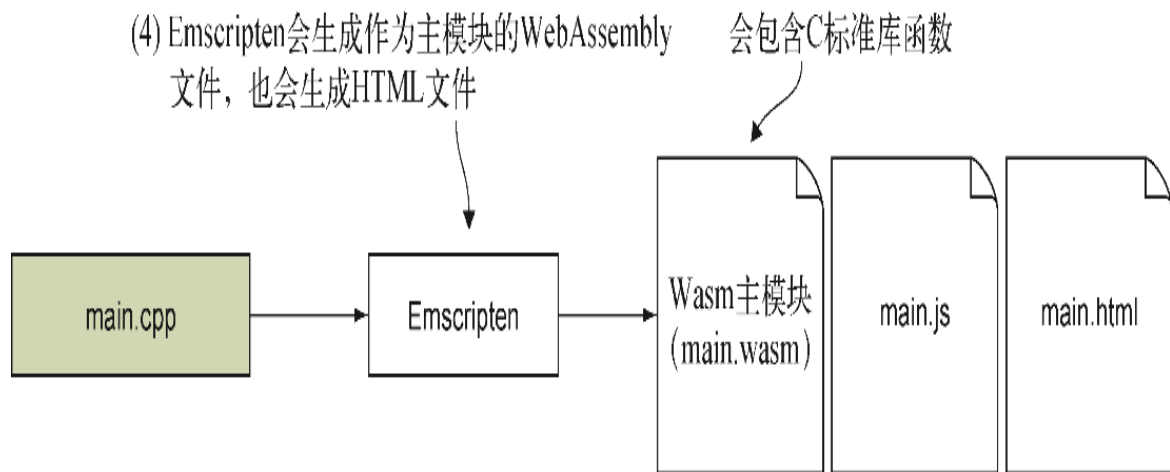 (4) Emscripten会生成作为主模块的WebAssembly
文件，也会生成HTML文件
会包含C标准库函数
main.cpp
Emscripten
Wasm主模块
（main.wasm）
main.js
main.html